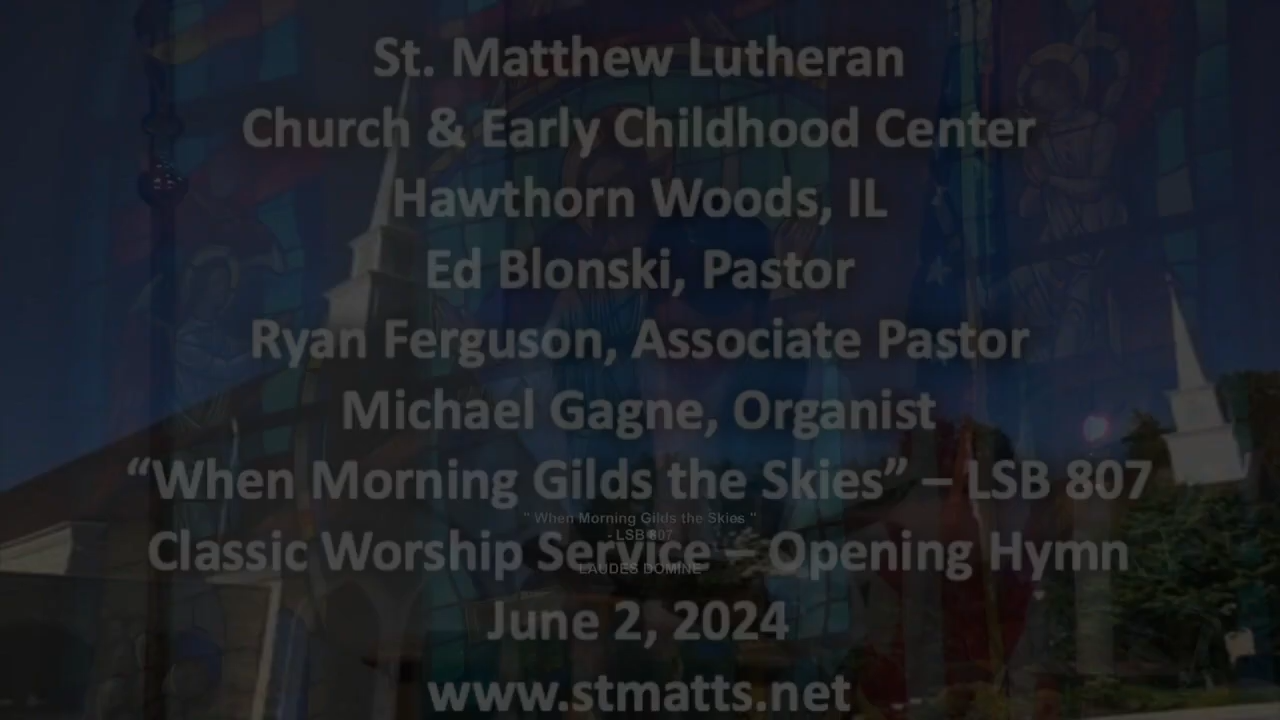 St. Matthew Lutheran
Church & Early Childhood Center
Hawthorn Woods, IL
Ed Blonski, Pastor
Ryan Ferguson, Associate Pastor
Michael Gagne, Organist
“When Morning Gilds the Skies” – LSB 807
" When Morning Gilds the Skies "
- LSB 807
Classic Worship Service – Opening Hymn
LAUDES DOMINE
June 2, 2024
www.stmatts.net